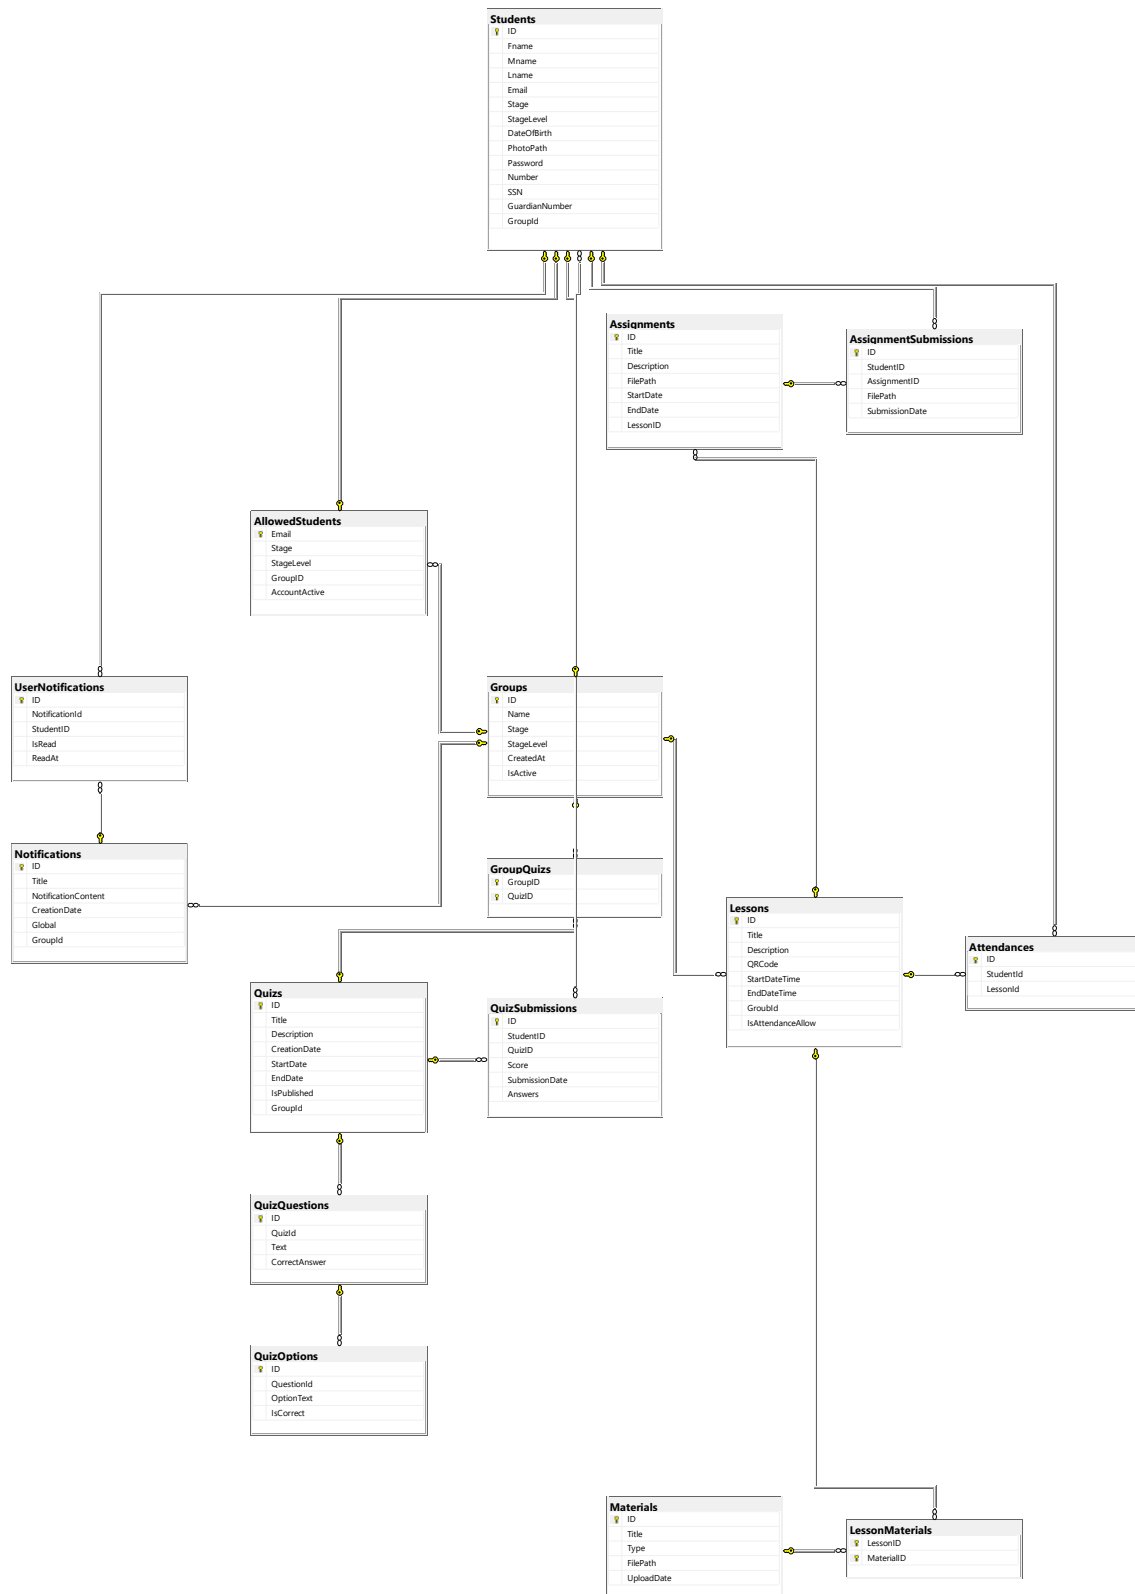 Students
ID
Fname
Mname
Lname
Email
Stage
StageLevel
DateOfBirth
PhotoPath
Password
Number
SSN
GuardianNumber
GroupId
Assignments
ID
Title
Description
FilePath
StartDate
EndDate
LessonID
AssignmentSubmissions
ID
StudentID
AssignmentID
FilePath
SubmissionDate
AllowedStudents
Email
Stage
StageLevel
GroupID
AccountActive
UserNotifications
ID
NotificationId
StudentID
IsRead
ReadAt
Groups
ID
Name
Stage
StageLevel
CreatedAt
IsActive
Notifications
ID
Title
NotificationContent
CreationDate
Global
GroupId
GroupQuizs
GroupID
QuizID
Lessons
ID
Title
Description
QRCode
StartDateTime
EndDateTime
GroubId
IsAttendanceAllow
Attendances
ID
StudentId
LessonId
Quizs
ID
Title
Description
CreationDate
StartDate
EndDate
IsPublished
GroupId
QuizSubmissions
ID
StudentID
QuizID
Score
SubmissionDate
Answers
QuizQuestions
ID
QuizId
Text
CorrectAnswer
QuizOptions
ID
QuestionId
OptionText
IsCorrect
Materials
ID
Title
Type
FilePath
UploadDate
LessonMaterials
LessonID
MaterialID